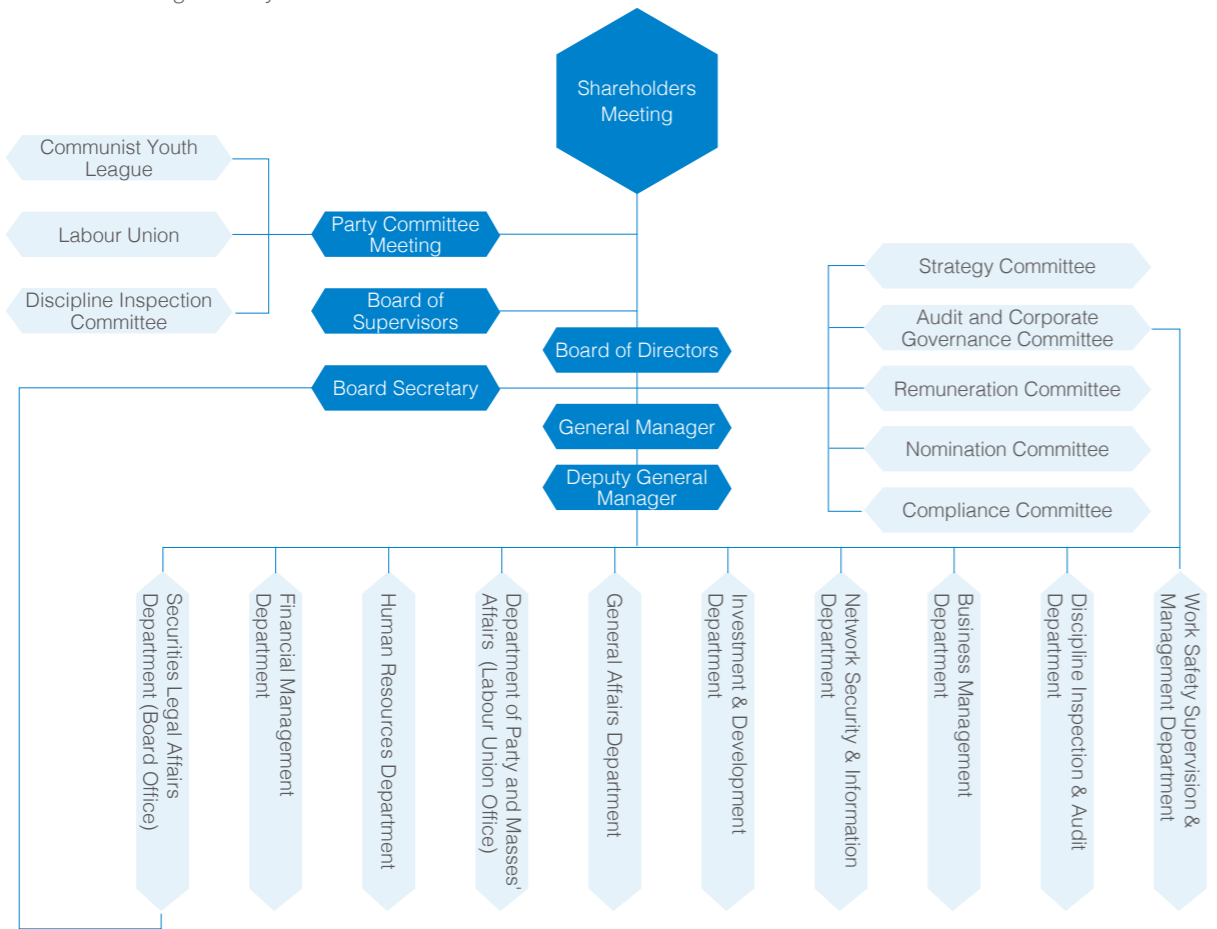 Shareholders
Meeting
Communist Youth
League
Labour Union
Discipline Inspection
Committee
Party Committee
Meeting
Board of
Supervisors
Board of Directors
Board Secretary
General Manager
Deputy General
Manager
Strategy Committee
Audit and Corporate
Governance Committee
Remuneration Committee
Nomination Committee
Compliance Committee
Securities Legal Affairs
Department (Board Office)
Financial Management
Department
Human Resources Department
Department of Party and Masses'
Affairs (Labour Union Office)
General Affairs Department
Investment & Development
Department
Network Security & Information
Department
Business Management
Department
Discipline Inspection & Audit
Department
Work Safety Supervision &
Management Department